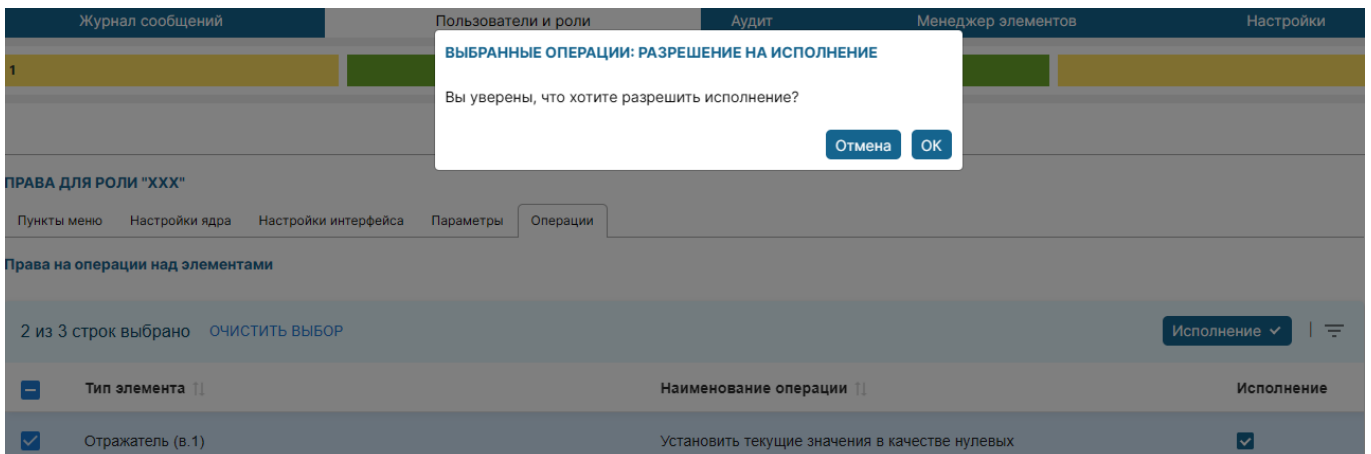 Журнал сообщений Пользователи и роли Аудит Менеджер элементов Настройки
ВЫБРАННЫЕ ОПЕРАЦИИ: РАЗРЕШЕНИЕ НА ИСПОЛНЕНИЕ
1
Вы уверены, что хотите разрешить исполнение?
Отмена OK
ПРАВА ДЛЯ РОЛИ "XXX"
Пункты меню Настройки ядра Настройки интерфейса Параметры Операции
Права на операции над элементами
2 из 3 строк выбрано ОЧИСТИТЬ ВЫБОР Исполнение
Тип элемента Наименование операции Исполнение
Отражатель (в.1) Установить текущие значения в качестве нулевых